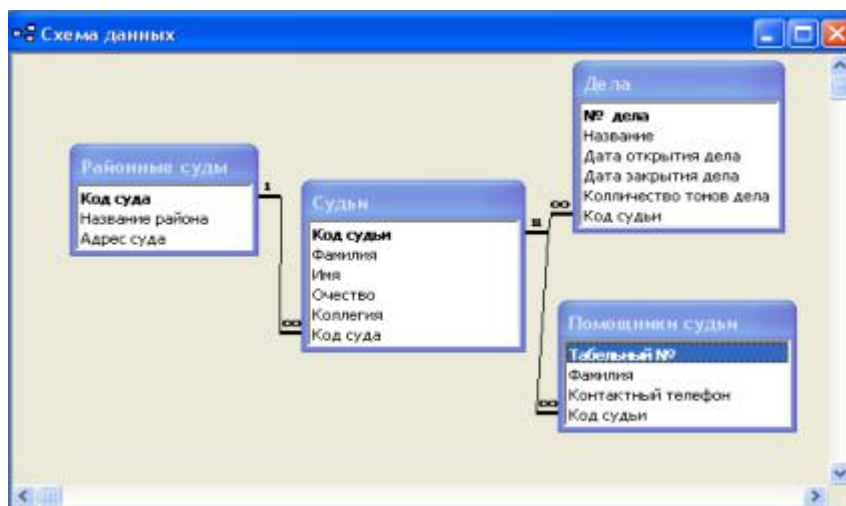 Схема данных
Районные суды
Код суда
Название района
Адрес суда
1
∞
Судьи
Код судьи
Фамилия
Имя
Очество
Коллегия
Код суда
∞
∞
Дела
№ дела
Название
Дата открытия дела
Дата закрытия дела
Колличество томов дела
Код судьи
Помощники судьи
Табельный №
Фамилия
Контактный телефон
Код судьи